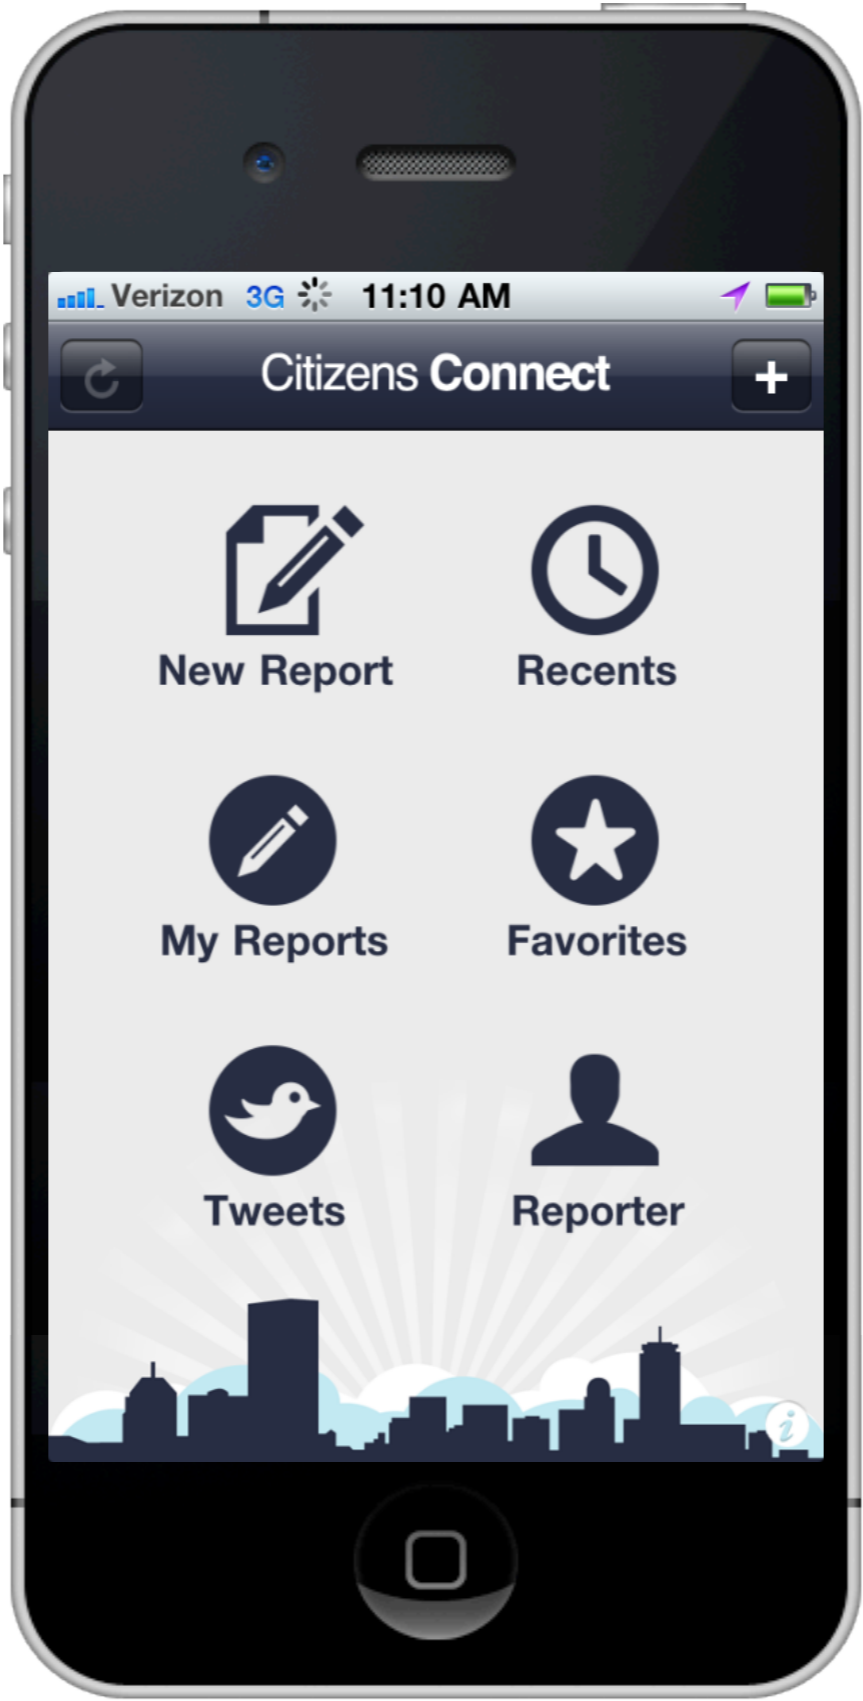 Verizon 3G 11:10 AM
Citizens Connect
+
New Report Recents
My Reports Favorites
Tweets Reporter
i